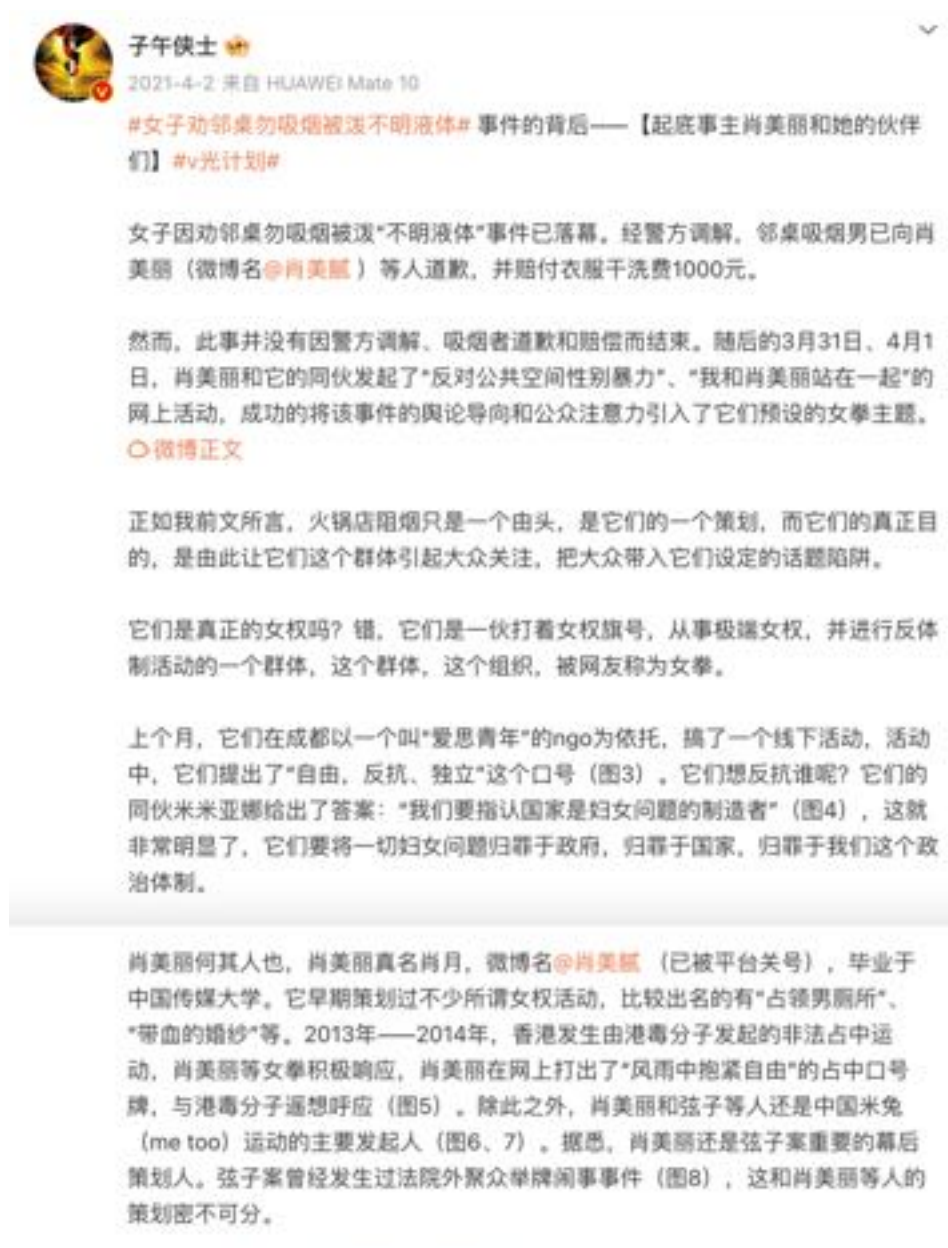 子午侠士
2021-4-2 来自 HUAWEI Mate 10
#女子劝邻桌勿吸烟被泼不明液体# 事件的背后——【起底事主肖美丽和她的伙伴
们】#v光计划#
女子因劝邻桌勿吸烟被泼“不明液体”事件已落幕。经警方调解，邻桌吸烟男已向肖
美丽（微博名@肖美腻 ）等人道歉，并赔付衣服干洗费1000元。
然而，此事并没有因警方调解、吸烟者道歉和赔偿而结束。随后的3月31日、4月1
日，肖美丽和它的同伙发起了“反对公共空间性别暴力”、“我和肖美丽站在一起”的
网上活动，成功的将该事件的舆论导向和公众注意力引入了它们预设的女拳主题。
微博正文
正如我前文所言，火锅店阻烟只是一个由头，是它们的一个策划，而它们的真正目
的，是由此让它们这个群体引起大众关注，把大众带入它们设定的话题陷阱。
它们是真正的女权吗？错，它们是一伙打着女权旗号，从事极端女权，并进行反体
制活动的一个群体，这个群体，这个组织，被网友称为女拳。
上个月，它们在成都以一个叫“爱思青年”的ngo为依托，搞了一个线下活动，活动
中，它们提出了“自由，反抗、独立”这个口号（图3）。它们想反抗谁呢？它们的
同伙米米亚娜给出了答案：“我们要指认国家是妇女问题的制造者”（图4），这就
非常明显了，它们要将一切妇女问题归罪于政府，归罪于国家，归罪于我们这个政
治体制。
肖美丽何其人也，肖美丽真名肖月，微博名@肖美腻 （已被平台关号），毕业于
中国传媒大学。它早期策划过不少所谓女权活动，比较出名的有“占领男厕所”、
“带血的婚纱”等。2013年——2014年，香港发生由港毒分子发起的非法占中运
动，肖美丽等女拳积极响应，肖美丽在网上打出了“风雨中抱紧自由”的占中口号
牌，与港毒分子遥想呼应（图5）。除此之外，肖美丽和弦子等人还是中国米兔
（me too）运动的主要发起人（图6、7）。据悉，肖美丽还是弦子案重要的幕后
策划人。弦子案曾经发生过法院外聚众举牌闹事事件（图8），这和肖美丽等人的
策划密不可分。